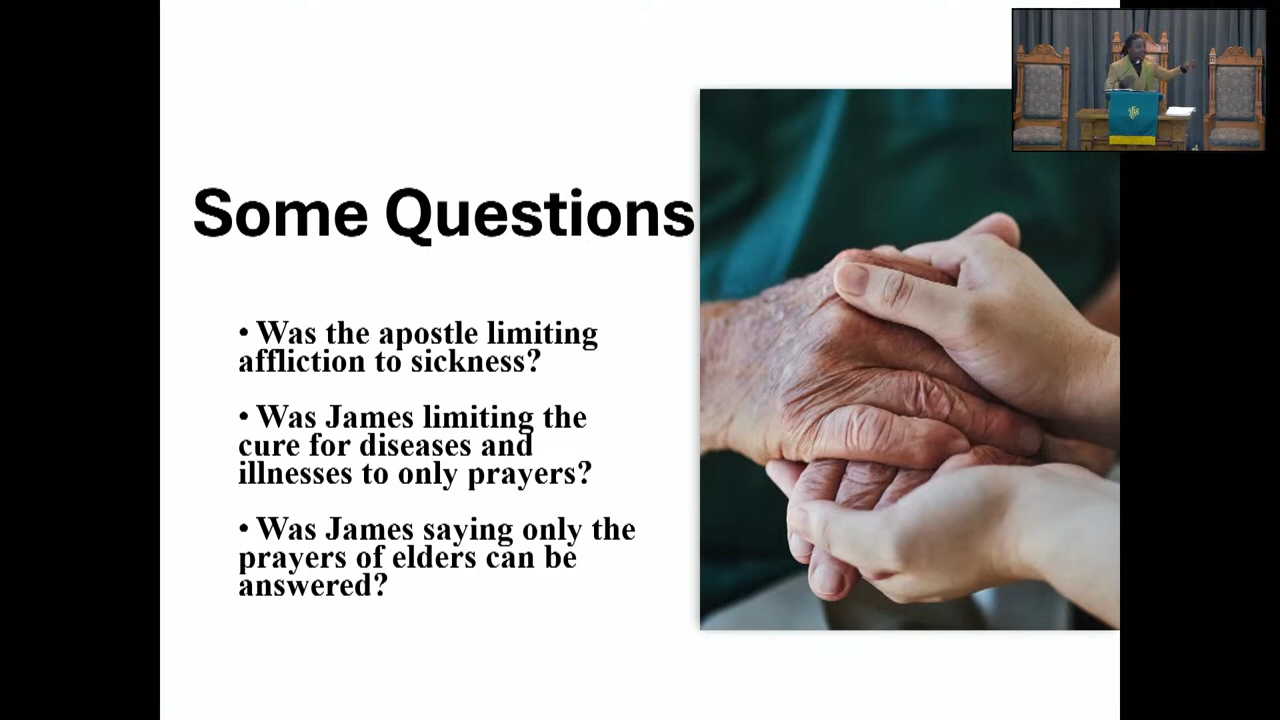 Some Questions
• Was the apostle limiting
affliction to sickness?
• Was James limiting the
cure for diseases and
illnesses to only prayers?
• Was James saying only the
prayers of elders can be
answered?